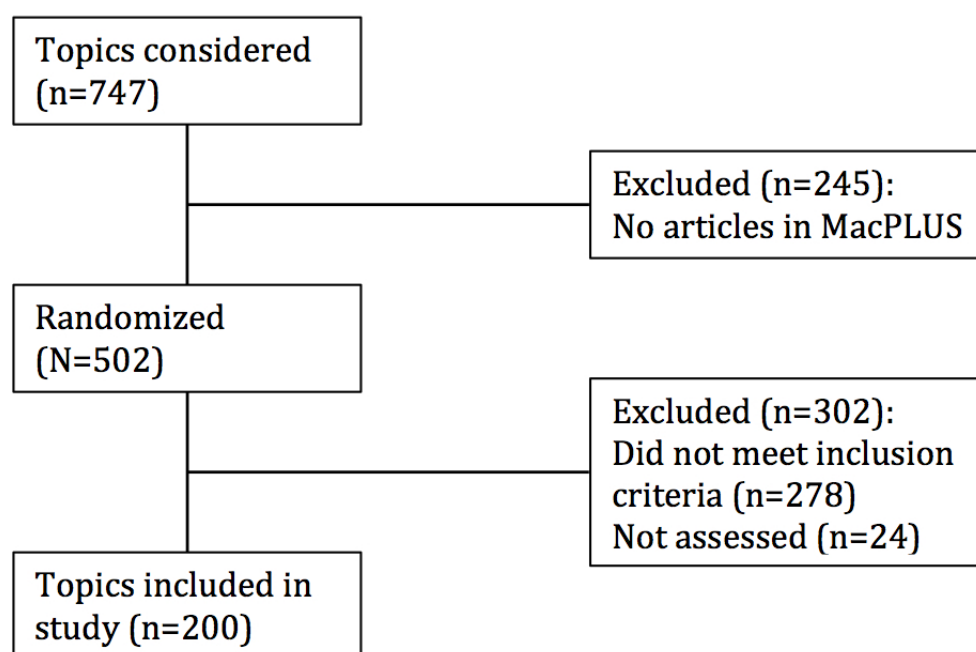 Topics considered
(n=747)
Excluded (n=245):
No articles in MacPLUS
Randomized
(N=502)
Excluded (n=302):
Did not meet inclusion
criteria (n=278)
Not assessed (n=24)
Topics included in
study (n=200)